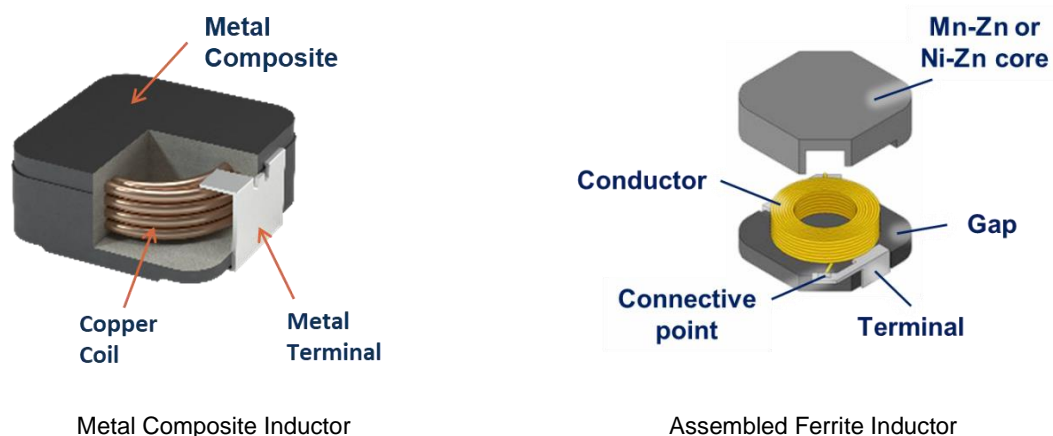 Metal
Composite
Copper
Coil
Metal
Terminal
Metal Composite Inductor
Mn-Zn or
Ni-Zn core
Conductor
Gap
Connective
point
Terminal
Assembled Ferrite Inductor